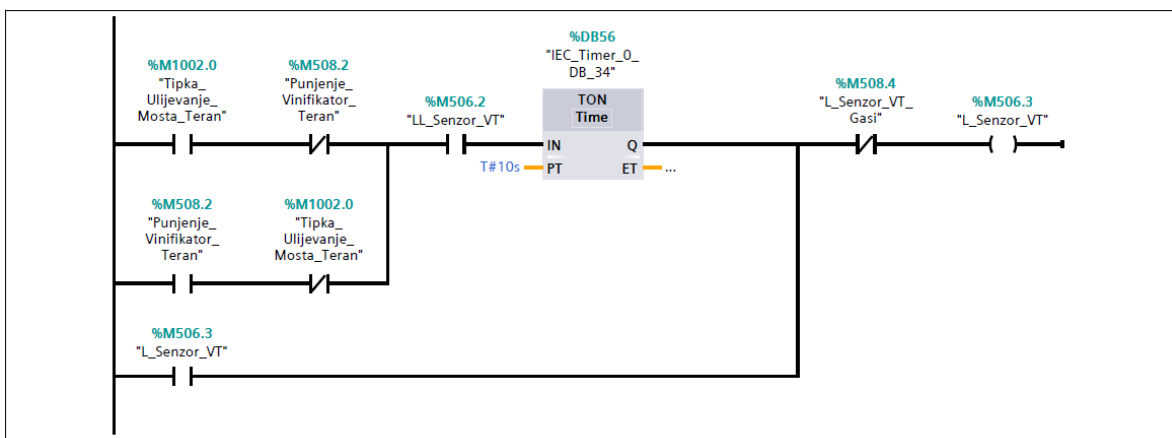 %DB56
"IEC_Timer_0_
DB_34"
%M1002.0
"Tipka_
Ulijevanje_
Mosta_Teran"
%M508.2
"Punjenje_
Vinifikator_
Teran"
%M506.2
"LL_Senzor_VT"
TON
Time
IN
Q
T#10s
PT
ET
...
%M508.4
"L_Senzor_VT_
Gasi"
%M506.3
"L_Senzor_VT"
%M508.2
"Punjenje_
Vinifikator_
Teran"
%M1002.0
"Tipka_
Ulijevanje_
Mosta_Teran"
%M506.3
"L_Senzor_VT"